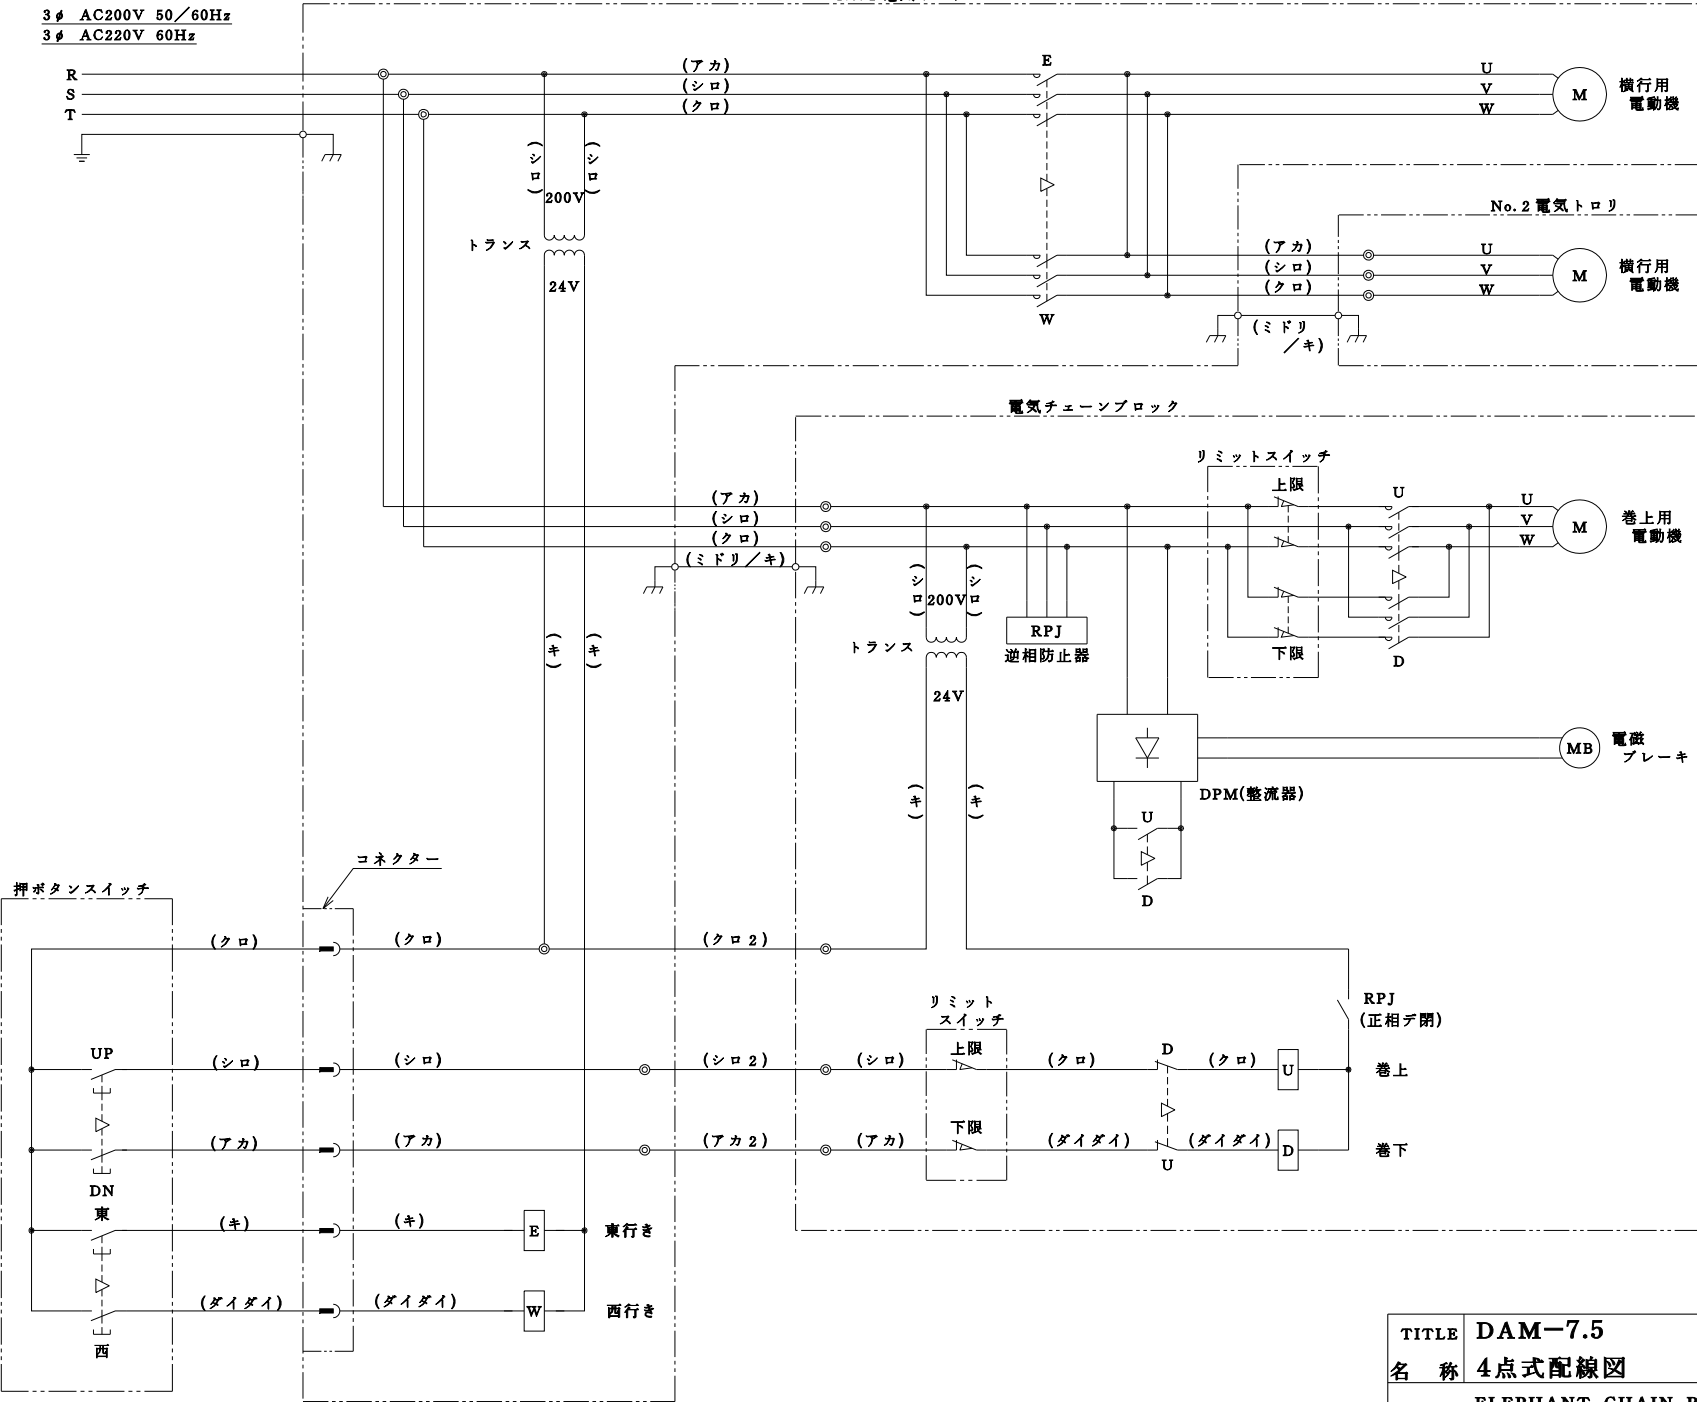 3φ AC200V 50／60Hz
3φ AC220V 60Hz
R
S
T
(アカ)
(シロ)
(クロ)
E
U
V
W
M
横行用
電動機
(シロ)
(シロ)
200V
トランス
24V
No.2電気トロリ
W
(アカ)
(シロ)
(クロ)
U
V
W
M
横行用
電動機
(ミドリ
／キ)
電気チェーンブロック
リミットスイッチ
上限
U
(アカ)
(シロ)
(クロ)
(ミドリ／キ)
U
V
W
M
巻上用
電動機
(シロ)
(シロ)
200V
トランス
24V
RPJ
逆相防止器
下限
D
(キ)
(キ)
MB
電磁
ブレーキ
DPM(整流器)
(キ)
(キ)
U
D
コネクター
押ボタンスイッチ
(クロ)
(クロ)
(クロ2)
RPJ
(正相デ閉)
リミット
スイッチ
UP
(シロ)
(シロ)
(シロ2)
(シロ)
上限
(クロ)
D
(クロ)
U
巻上
(アカ)
(アカ)
(アカ2)
(アカ)
下限
(ダイダイ)
U
(ダイダイ)
D
巻下
DN
東
(キ)
(キ)
E
東行き
(ダイダイ)
(ダイダイ)
W
西行き
西
TITLE DAM－7.5
名 称 4点式配線図